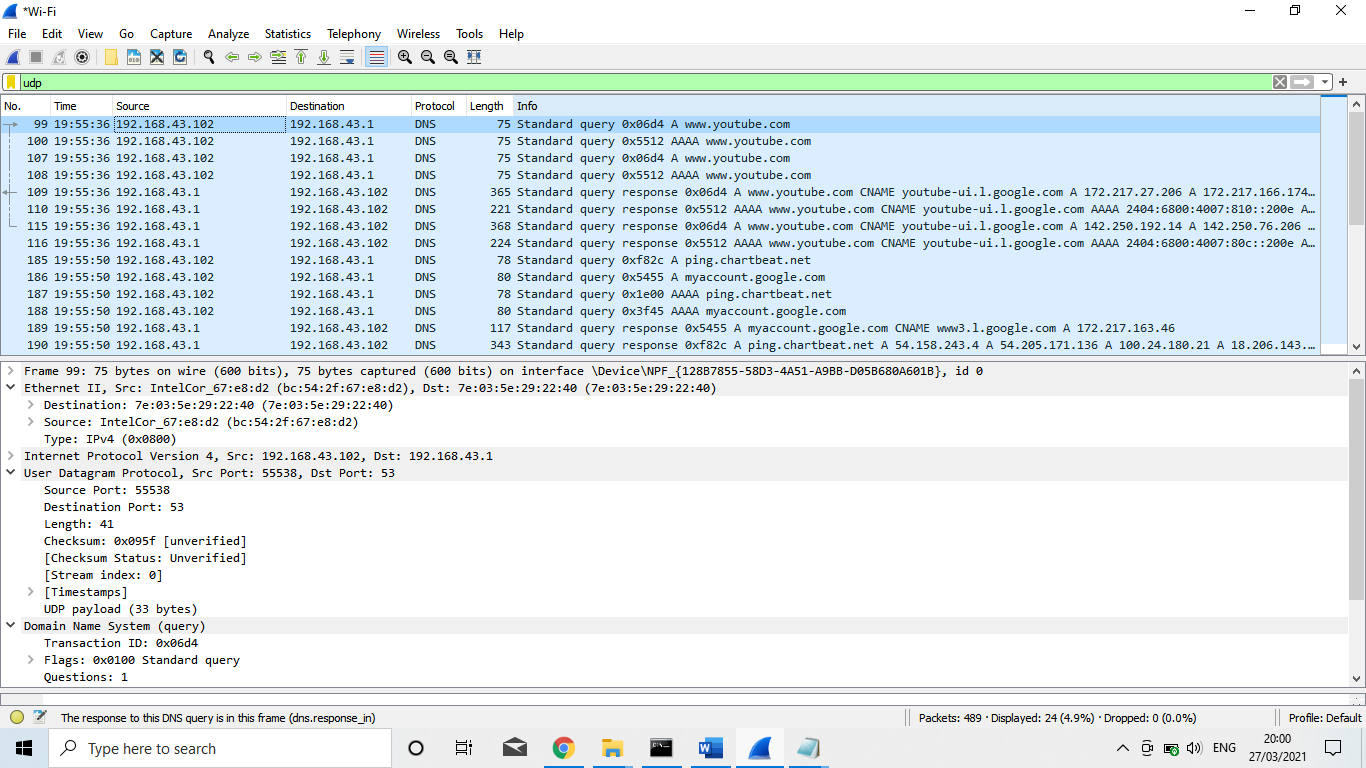 *Wi-Fi
File Edit View Go Capture Analyze Statistics Telephony Wireless Tools Help
udp
No. Time Source Destination Protocol Length Info
99 19:55:36 192.168.43.102 192.168.43.1 DNS 75 Standard query 0x06d4 A www.youtube.com
100 19:55:36 192.168.43.102 192.168.43.1 DNS 75 Standard query 0x5512 AAAA www.youtube.com
107 19:55:36 192.168.43.102 192.168.43.1 DNS 75 Standard query 0x06d4 A www.youtube.com
108 19:55:36 192.168.43.102 192.168.43.1 DNS 75 Standard query 0x5512 AAAA www.youtube.com
109 19:55:36 192.168.43.1 192.168.43.102 DNS 365 Standard query response 0x06d4 A www.youtube.com CNAME youtube-ui.l.google.com A 172.217.27.206 A 172.217.166.174…
110 19:55:36 192.168.43.1 192.168.43.102 DNS 221 Standard query response 0x5512 AAAA www.youtube.com CNAME youtube-ui.l.google.com AAAA 2404:6800:4007:810::200e A…
115 19:55:36 192.168.43.1 192.168.43.102 DNS 368 Standard query response 0x06d4 A www.youtube.com CNAME youtube-ui.l.google.com A 142.250.192.14 A 142.250.76.206 …
116 19:55:36 192.168.43.1 192.168.43.102 DNS 224 Standard query response 0x5512 AAAA www.youtube.com CNAME youtube-ui.l.google.com AAAA 2404:6800:4007:80c::200e A…
185 19:55:50 192.168.43.102 192.168.43.1 DNS 78 Standard query 0xf82c A ping.chartbeat.net
186 19:55:50 192.168.43.102 192.168.43.1 DNS 80 Standard query 0x5455 A myaccount.google.com
187 19:55:50 192.168.43.102 192.168.43.1 DNS 78 Standard query 0x1e00 AAAA ping.chartbeat.net
188 19:55:50 192.168.43.102 192.168.43.1 DNS 80 Standard query 0x3f45 AAAA myaccount.google.com
189 19:55:50 192.168.43.1 192.168.43.102 DNS 117 Standard query response 0x5455 A myaccount.google.com CNAME www3.l.google.com A 172.217.163.46
190 19:55:50 192.168.43.1 192.168.43.102 DNS 343 Standard query response 0xf82c A ping.chartbeat.net A 54.158.243.4 A 54.205.171.136 A 100.24.180.21 A 18.206.143.…
Frame 99: 75 bytes on wire (600 bits), 75 bytes captured (600 bits) on interface \Device\NPF_{128B7855-58D3-4A51-A9BB-D05B680A601B}, id 0
Ethernet II, Src: IntelCor_67:e8:d2 (bc:54:2f:67:e8:d2), Dst: 7e:03:5e:29:22:40 (7e:03:5e:29:22:40)
Destination: 7e:03:5e:29:22:40 (7e:03:5e:29:22:40)
Source: IntelCor_67:e8:d2 (bc:54:2f:67:e8:d2)
Type: IPv4 (0x0800)
Internet Protocol Version 4, Src: 192.168.43.102, Dst: 192.168.43.1
User Datagram Protocol, Src Port: 55538, Dst Port: 53
Source Port: 55538
Destination Port: 53
Length: 41
Checksum: 0x095f [unverified]
[Checksum Status: Unverified]
[Stream index: 0]
[Timestamps]
UDP payload (33 bytes)
Domain Name System (query)
Transaction ID: 0x06d4
Flags: 0x0100 Standard query
Questions: 1
The response to this DNS query is in this frame (dns.response_in)
Packets: 489 · Displayed: 24 (4.9%) · Dropped: 0 (0.0%)
Profile: Default
Type here to search
ENG
20:00
27/03/2021